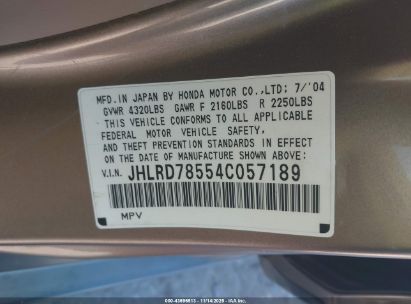 MFD.IN JAPAN BY HONDA MOTOR CO.,LTD: 7/'04
GVWR 4320LBS GAWR F 2160LBS R 2250LBS
THIS VEHICLE CONFORMS TO ALL APPLICABLE
FEDERAL MOTOR VEHICLE SAFETY,
AND THEFT PREVENTION STANDARDS IN EFFECT
ON THE DATE OF MANUFACTURE SHOWN ABOVE:
V.I.N. JHLRD78554C057189
MPV